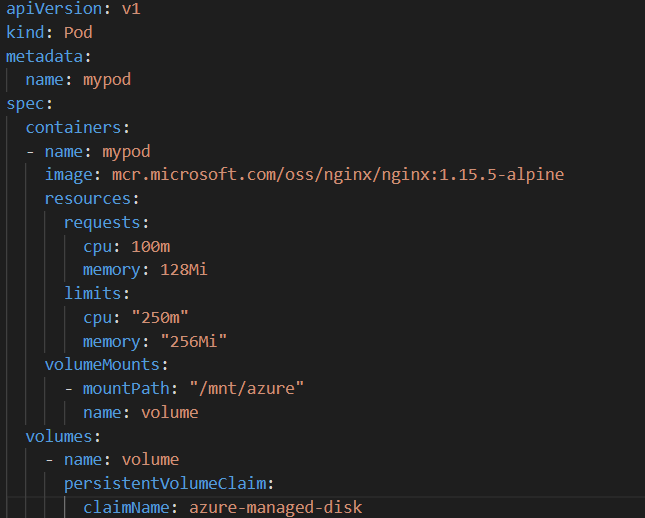 apiVersion: v1
kind: Pod
metadata:
  name: mypod
spec:
  containers:
  - name: mypod
    image: mcr.microsoft.com/oss/nginx/nginx:1.15.5-alpine
    resources:
      requests:
        cpu: 100m
        memory: 128Mi
      limits:
        cpu: "250m"
        memory: "256Mi"
    volumeMounts:
      - mountPath: "/mnt/azure"
        name: volume
  volumes:
    - name: volume
      persistentVolumeClaim:
        claimName: azure-managed-disk